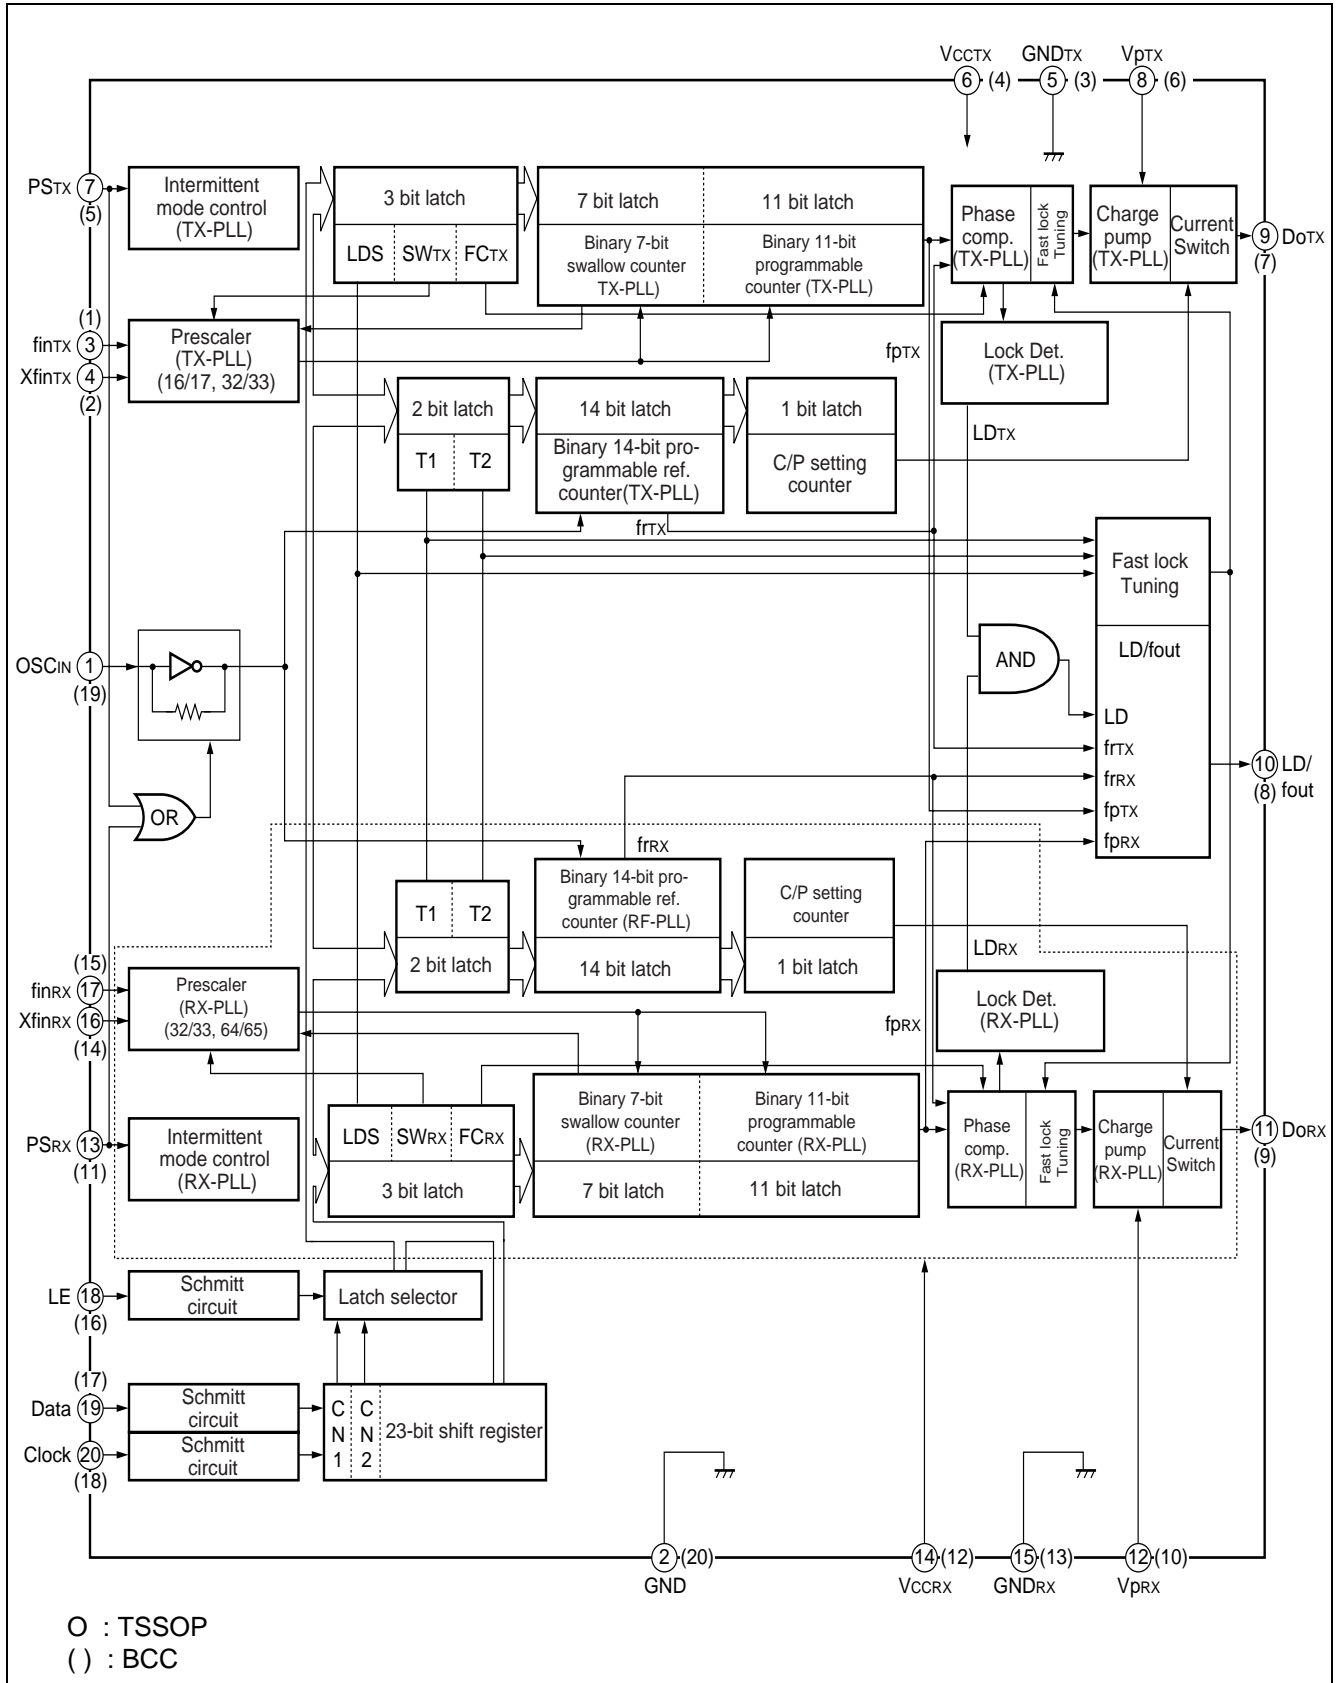 VCCTX GNDTX VpTX
6 (4) 5 (3) 8 (6)
PSTX 7
(5)
Intermittent
mode control
(TX-PLL)
3 bit latch
LDS SWTX FCTX
7 bit latch
11 bit latch
Binary 7-bit
swallow counter
TX-PLL)
Binary 11-bit
programmable
counter (TX-PLL)
Phase
comp.
(TX-PLL)
Fast lock
Tuning
Charge
pump
(TX-PLL)
Current
Switch
9 DoTX
(7)
(1)
finTX 3
XfinTX 4
(2)
Prescaler
(TX-PLL)
(16/17, 32/33)
fpTX
Lock Det.
(TX-PLL)
LDTX
2 bit latch
T1 T2
14 bit latch
Binary 14-bit pro-
grammable ref.
counter(TX-PLL)
1 bit latch
C/P setting
counter
frTX
Fast lock
Tuning
LD/fout
LD
frTX
frRX
fpTX
fpRX
AND
OSCIN 1
(19)
OR
10 LD/
(8) fout
frRX
T1 T2
2 bit latch
Binary 14-bit pro-
grammable ref.
counter (RF-PLL)
14 bit latch
C/P setting
counter
1 bit latch
LDRX
Lock Det.
(RX-PLL)
fpRX
(15)
finRX 17
XfinRX 16
(14)
Prescaler
(RX-PLL)
(32/33, 64/65)
PSRX 13
(11)
Intermittent
mode control
(RX-PLL)
LDS SWRX FCRX
3 bit latch
Binary 7-bit
swallow counter
(RX-PLL)
Binary 11-bit
programmable
counter (RX-PLL)
7 bit latch
11 bit latch
Phase
comp.
(RX-PLL)
Fast lock
Tuning
Charge
pump
(RX-PLL)
Current
Switch
11 DoRX
(9)
LE 18
(16)
Schmitt
circuit
Latch selector
(17)
Data 19
Schmitt
circuit
Clock 20
(18)
Schmitt
circuit
C
N
1
C
N
2
23-bit shift register
2 (20) 14 (12) 15 (13) 12 (10)
GND VCCRX GNDRX VpRX
O : TSSOP
( ) : BCC